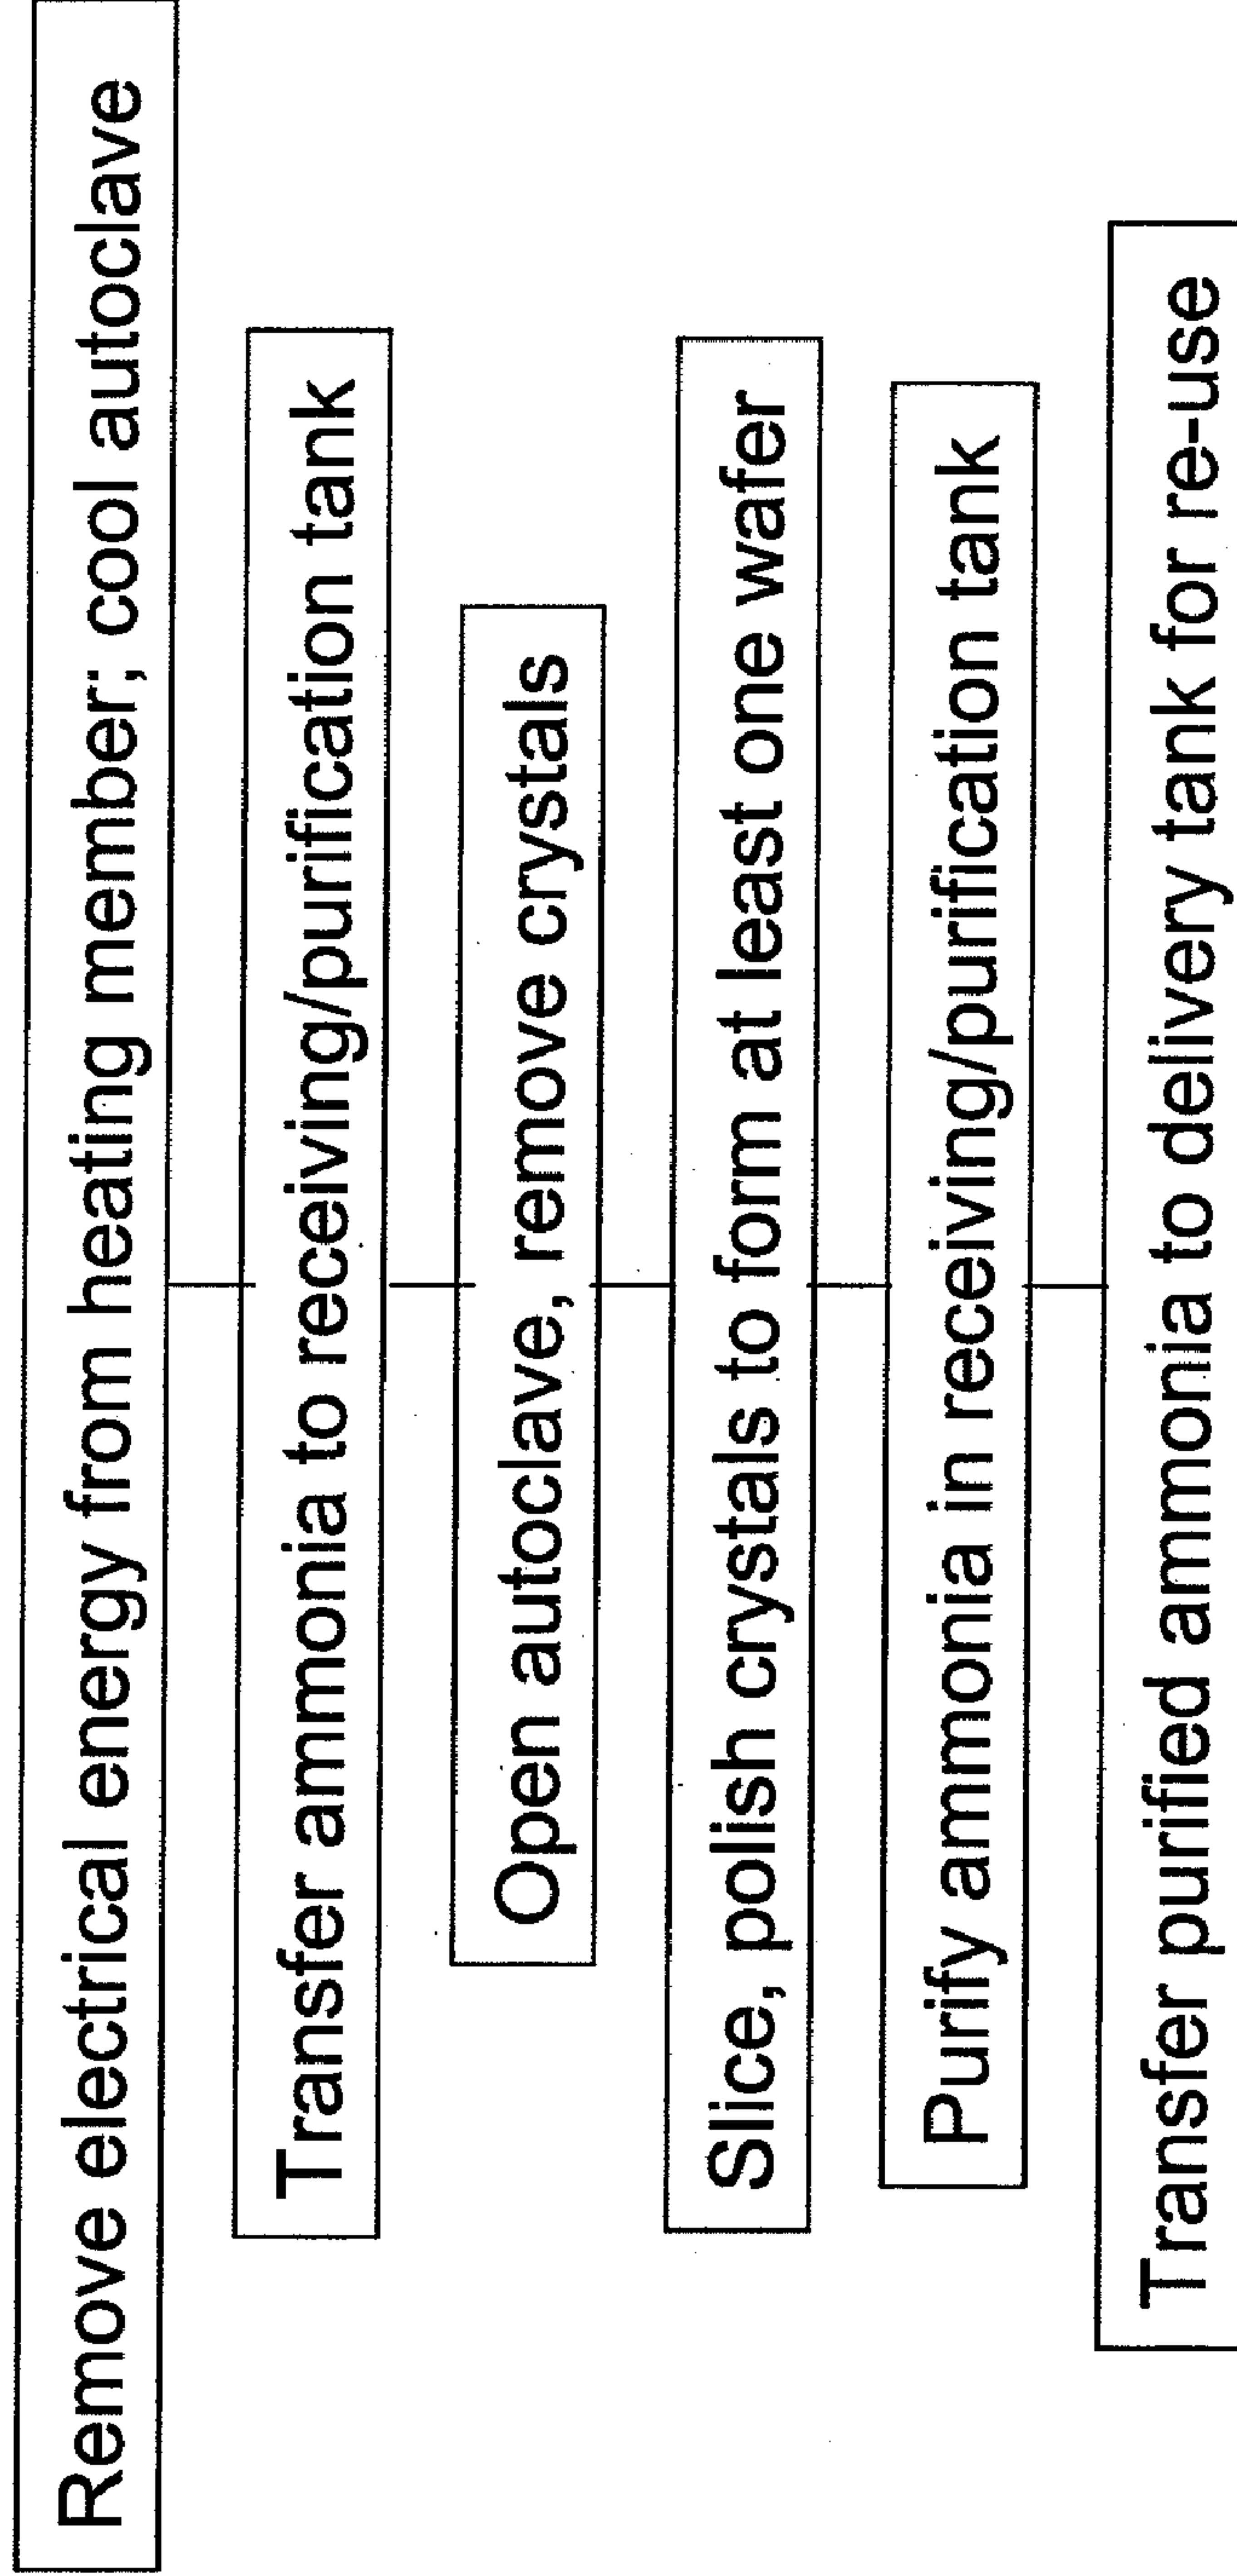 Remove electrical energy from heating member; cool autoclave
Transfer ammonia to receiving/purification tank
Open autoclave, remove crystals
Slice, polish crystals to form at least one wafer
Purify ammonia in receiving/purification tank
Transfer purified ammonia to delivery tank for re-use